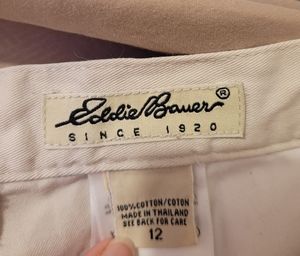 Eddie Bauer®
SINCE 1920
100% COTTON/COTON
MADE IN THAILAND
SEE BACK FOR CARE
12